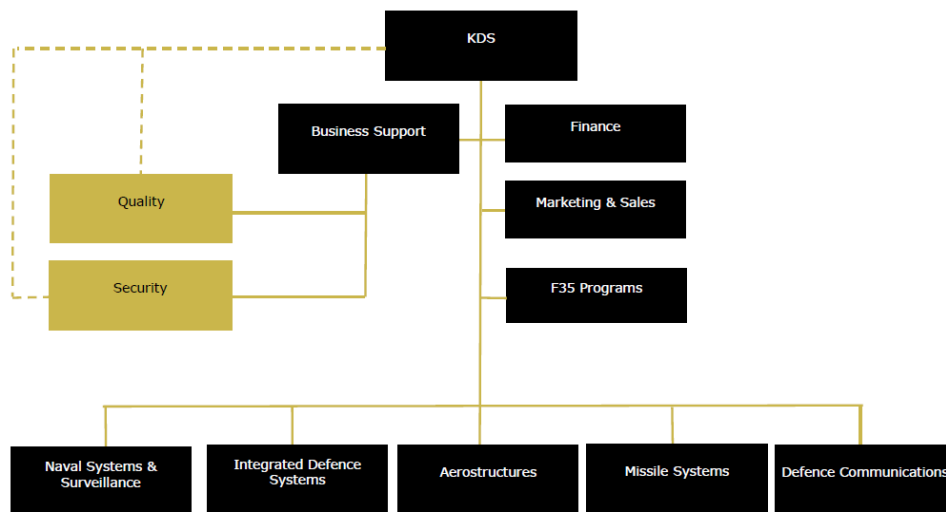 KDS
Business Support
Finance
Quality
Marketing & Sales
Security
F35 Programs
Naval Systems &
Surveillance
Integrated Defence
Systems
Aerostructures
Missile Systems
Defence Communications